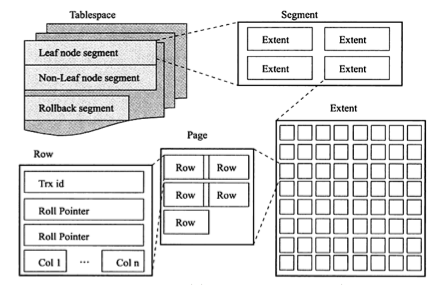 Tablespace
Segment
Leaf node segment
Non-Leaf node segment
Rollback segment
Extent Extent
Extent Extent
Extent
Page
Row Row
Row Row
Row
Row
Trx id
Roll Pointer
Roll Pointer
Col 1 ··· Col n